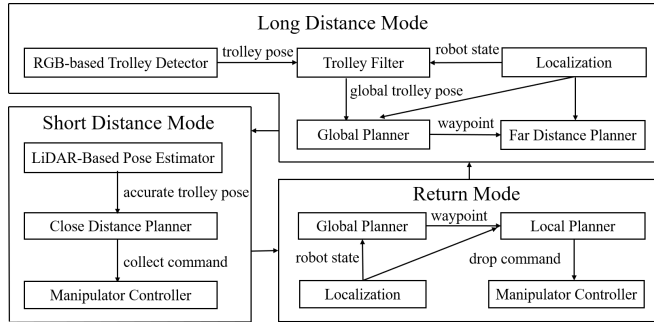 Long Distance Mode
RGB-based Trolley Detector
trolley pose
Trolley Filter
robot state
Localization
global trolley pose
Global Planner
waypoint
Far Distance Planner
Short Distance Mode
LiDAR-Based Pose Estimator
accurate trolley pose
Close Distance Planner
collect command
Manipulator Controller
Return Mode
Global Planner
waypoint
Local Planner
robot state
drop command
Localization
Manipulator Controller